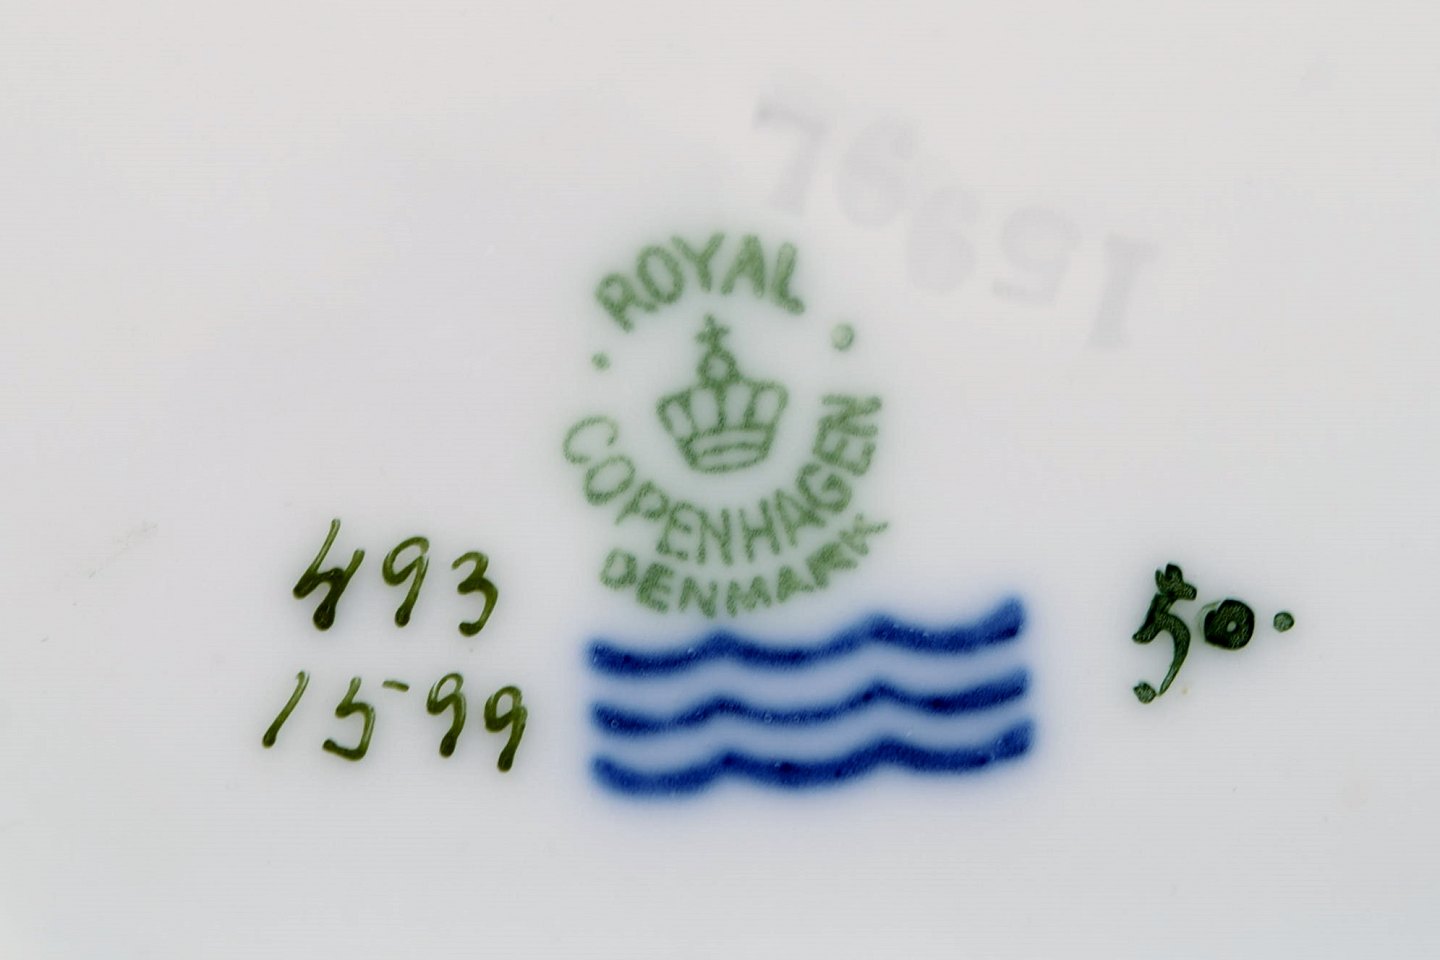 ROYAL
COPENHAGEN
DENMARK
493
1599
50.